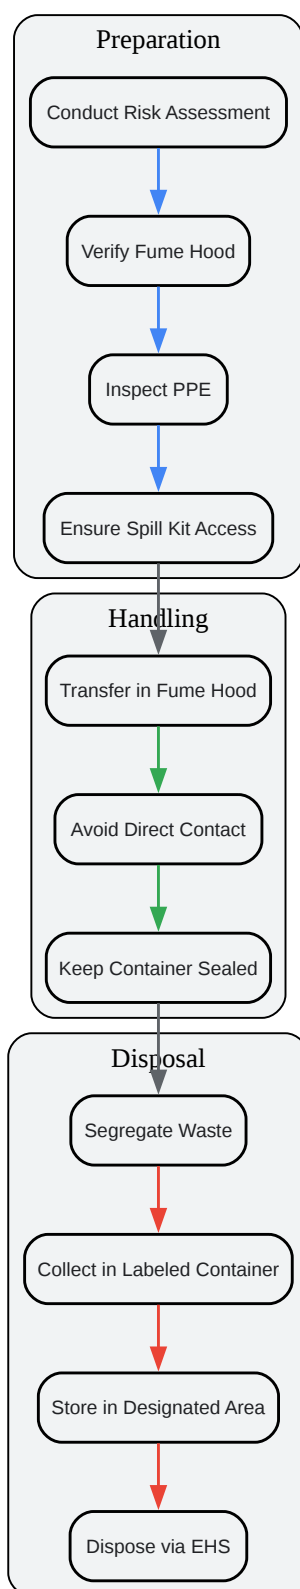 Preparation
Conduct Risk Assessment
Verify Fume Hood
Inspect PPE
Ensure Spill Kit Access
Handling
Transfer in Fume Hood
Avoid Direct Contact
Keep Container Sealed
Disposal
Segregate Waste
Collect in Labeled Container
Store in Designated Area
Dispose via EHS